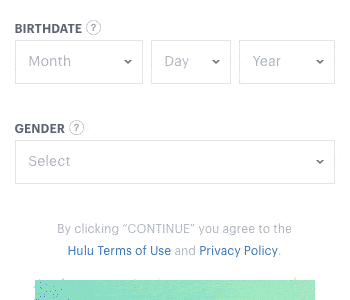 BIRTHDATE ?
Month Day Year
GENDER ?
Select
By clicking "CONTINUE" you agree to the
Hulu Terms of Use and Privacy Policy.